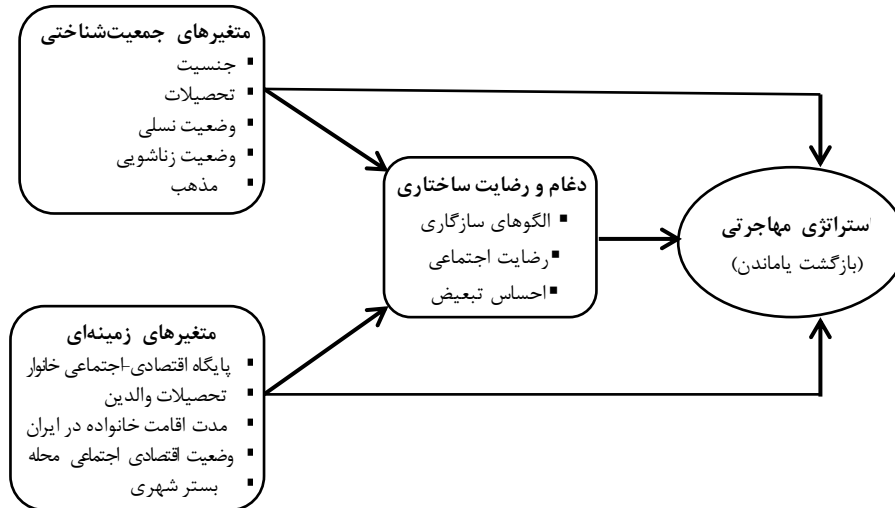 متغیرهای جمعیت‌شناختی
▪ جنسیت
▪ تحصیلات
▪ وضعیت نسلی
▪ وضعیت زناشویی
▪ مذهب
دغام و رضایت ساختاری
▪ الگوهای سازگاری
▪ رضایت اجتماعی
▪ احساس تبعیض
ستراتژی مهاجرتی
(بازگشت یاماندن)
متغیرهای زمینه‌ای
▪ پایگاه اقتصادی-اجتماعی خانوار
▪ تحصیلات والدین
▪ مدت اقامت خانواده در ایران
▪ وضعیت اقتصادی اجتماعی محله
▪ بستر شهری